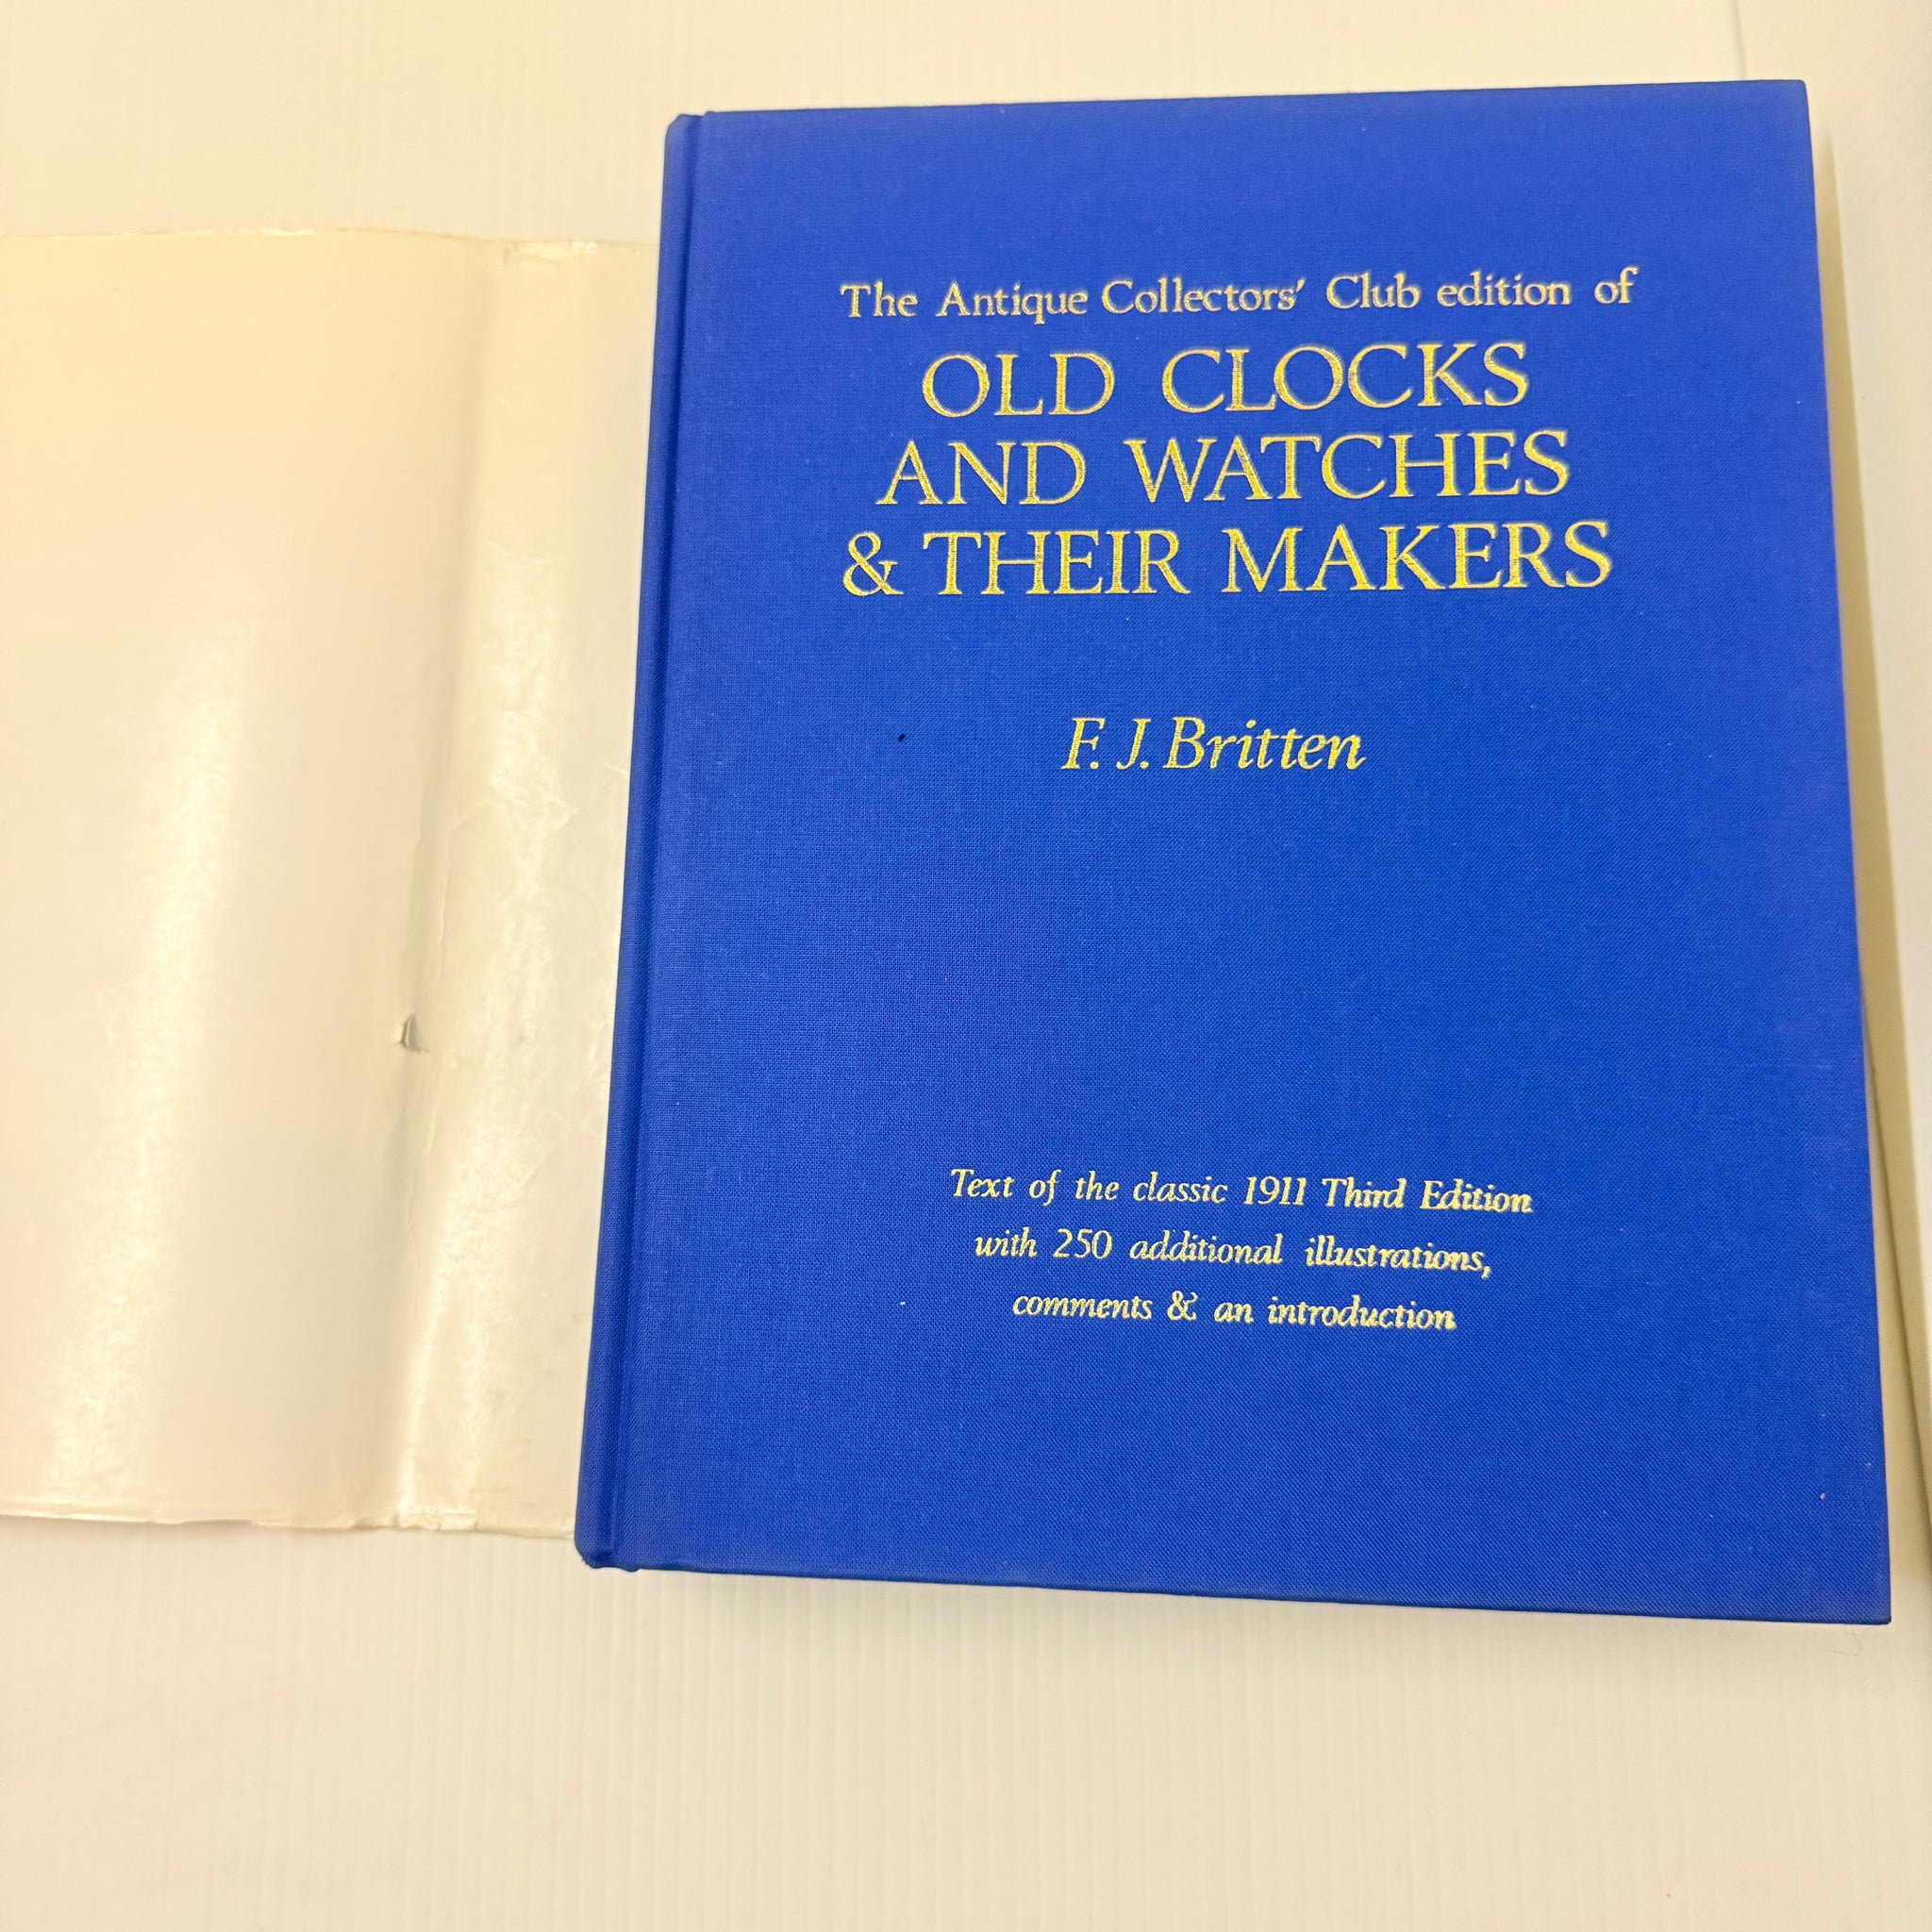 The Antique Collectors' Club edition of
OLD CLOCKS
AND WATCHES
& THEIR MAKERS
F. J. Britten
Text of the classic 1911 Third Edition
with 250 additional illustrations,
comments & an introduction